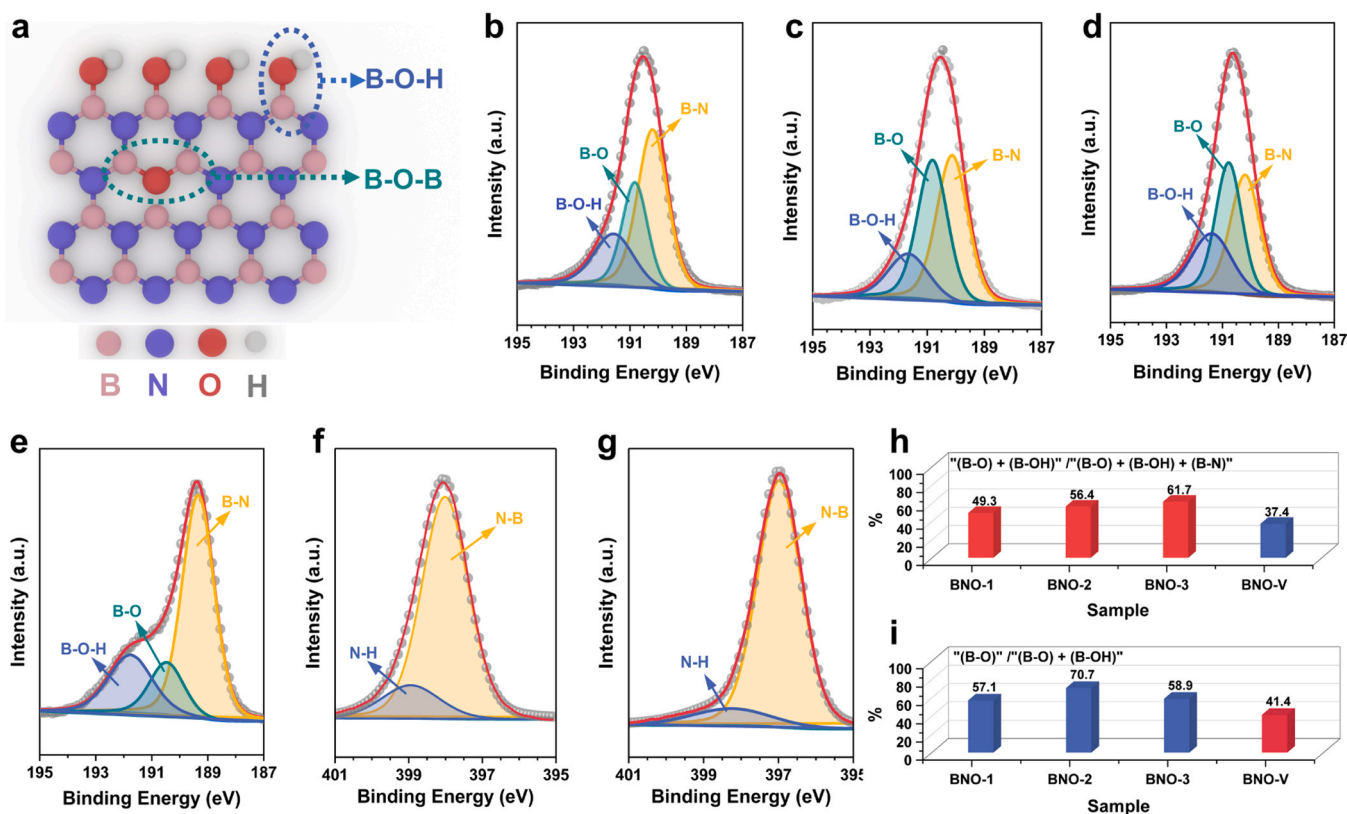 a
B-O-H
B-O-B
B N O H
b
Intensity (a.u.)
B-N
B-O
B-O-H
195 193 191 189 187
Binding Energy (eV)
c
Intensity (a.u.)
B-O
B-N
B-O-H
195 193 191 189 187
Binding Energy (eV)
d
Intensity (a.u.)
B-O
B-N
B-O-H
195 193 191 189 187
Binding Energy (eV)
e
Intensity (a.u.)
B-N
B-O
B-O-H
195 193 191 189 187
Binding Energy (eV)
f
Intensity (a.u.)
N-B
N-H
401 399 397 395
Binding Energy (eV)
g
Intensity (a.u.)
N-B
N-H
401 399 397 395
Binding Energy (eV)
h
"(B-O) + (B-OH)" /"(B-O) + (B-OH) + (B-N)"
%
100
80
60
40
20
0
49.3 56.4 61.7 37.4
BNO-1 BNO-2 BNO-3 BNO-V
Sample
i
"(B-O)" /"(B-O) + (B-OH)"
%
100
80
60
40
20
0
57.1 70.7 58.9 41.4
BNO-1 BNO-2 BNO-3 BNO-V
Sample